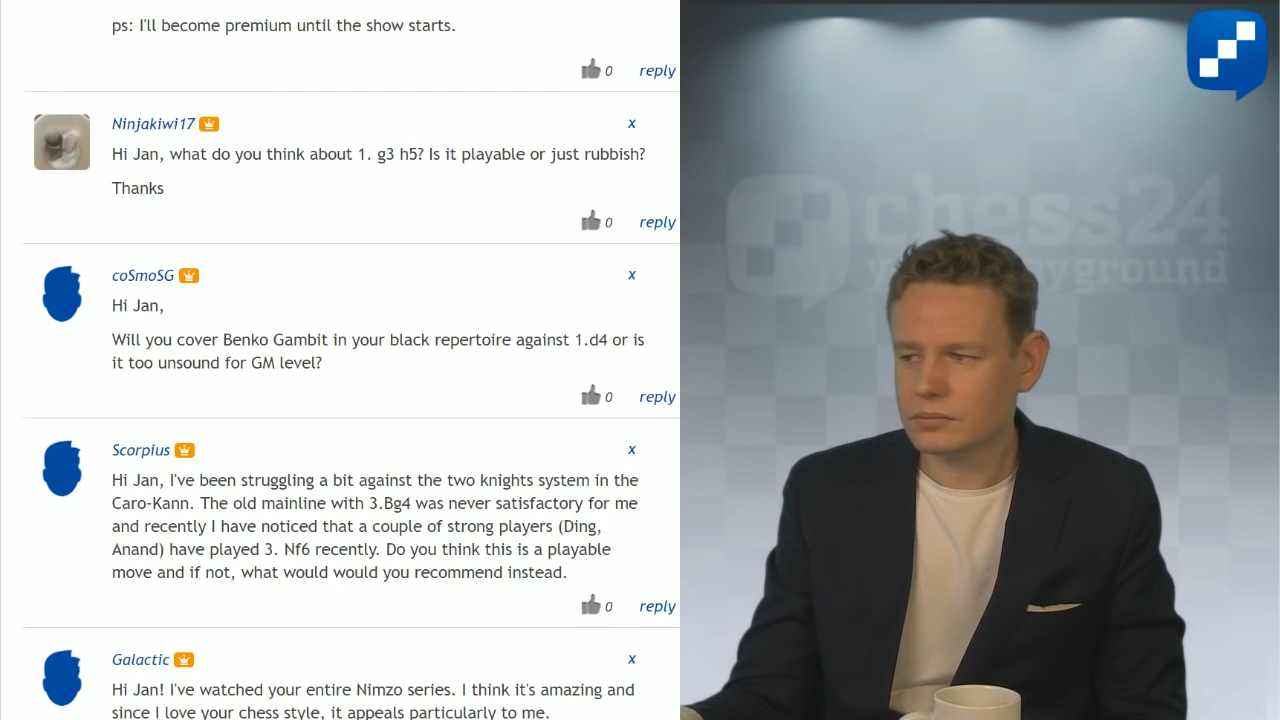 ps: I'll become premium until the show starts.
0 reply
Ninjakiwi17 x
Hi Jan, what do you think about 1. g3 h5? Is it playable or just rubbish?
Thanks
0 reply
coSmoSG x
Hi Jan,
Will you cover Benko Gambit in your black repertoire against 1.d4 or is
it too unsound for GM level?
0 reply
Scorpius x
Hi Jan, I've been struggling a bit against the two knights system in the
Caro-Kann. The old mainline with 3.Bg4 was never satisfactory for me
and recently I have noticed that a couple of strong players (Ding,
Anand) have played 3. Nf6 recently. Do you think this is a playable
move and if not, what would would you recommend instead.
0 reply
Galactic x
Hi Jan! I've watched your entire Nimzo series. I think it's amazing and
since I love your chess style, it appeals particularly to me.
chess24
yground